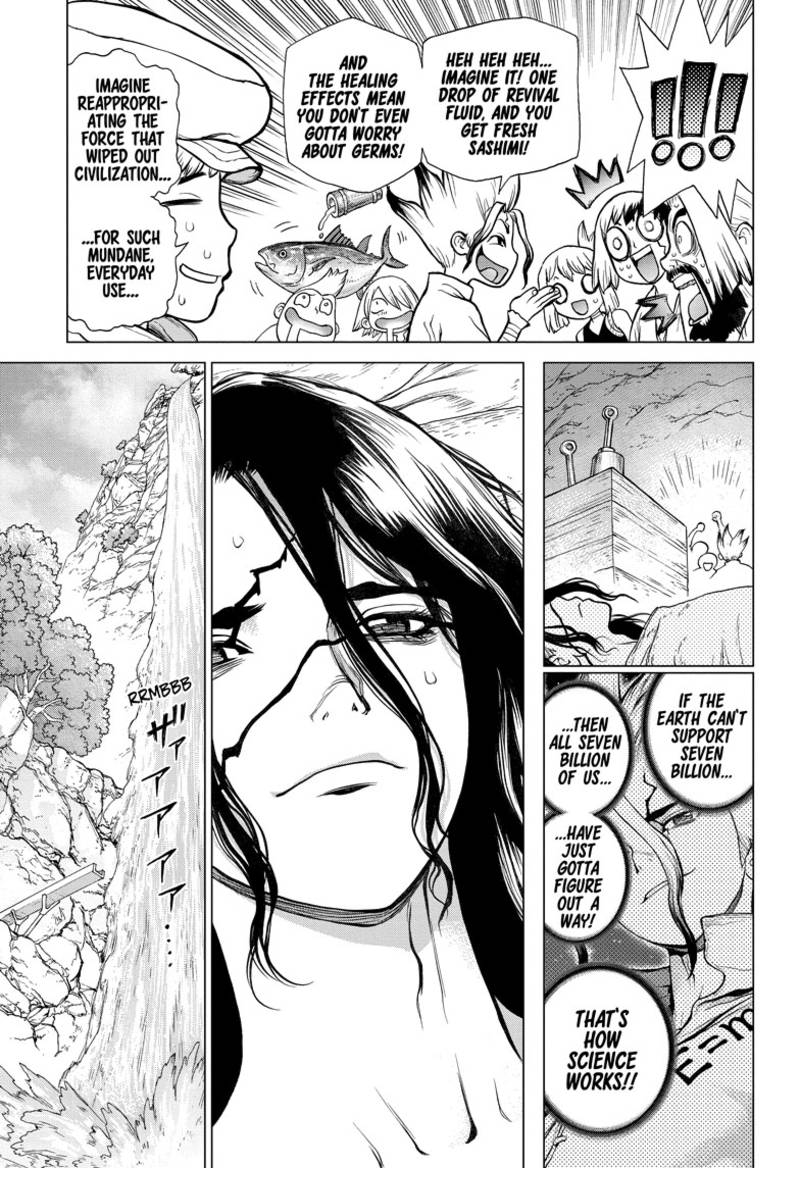 !!!!
HEH HEH HEH...
IMAGINE IT! ONE
DROP OF REVIVAL
FLUID, AND YOU
GET FRESH
SASHIMI!
AND
THE HEALING
EFFECTS MEAN
YOU DON'T EVEN
GOTTA WORRY
ABOUT GERMS!
IMAGINE
REAPPROPRI-
ATING THE
FORCE THAT
WIPED OUT
CIVILIZATION...
...FOR SUCH
MUNDANE,
EVERYDAY
USE...
IF THE
EARTH CAN'T
SUPPORT
SEVEN
BILLION...
...THEN
ALL SEVEN
BILLION
OF US...
...HAVE
JUST
GOTTA
FIGURE
OUT A
WAY!
THAT'S
HOW
SCIENCE
WORKS!!
E=m
RRMBBB
ザァアアァ....